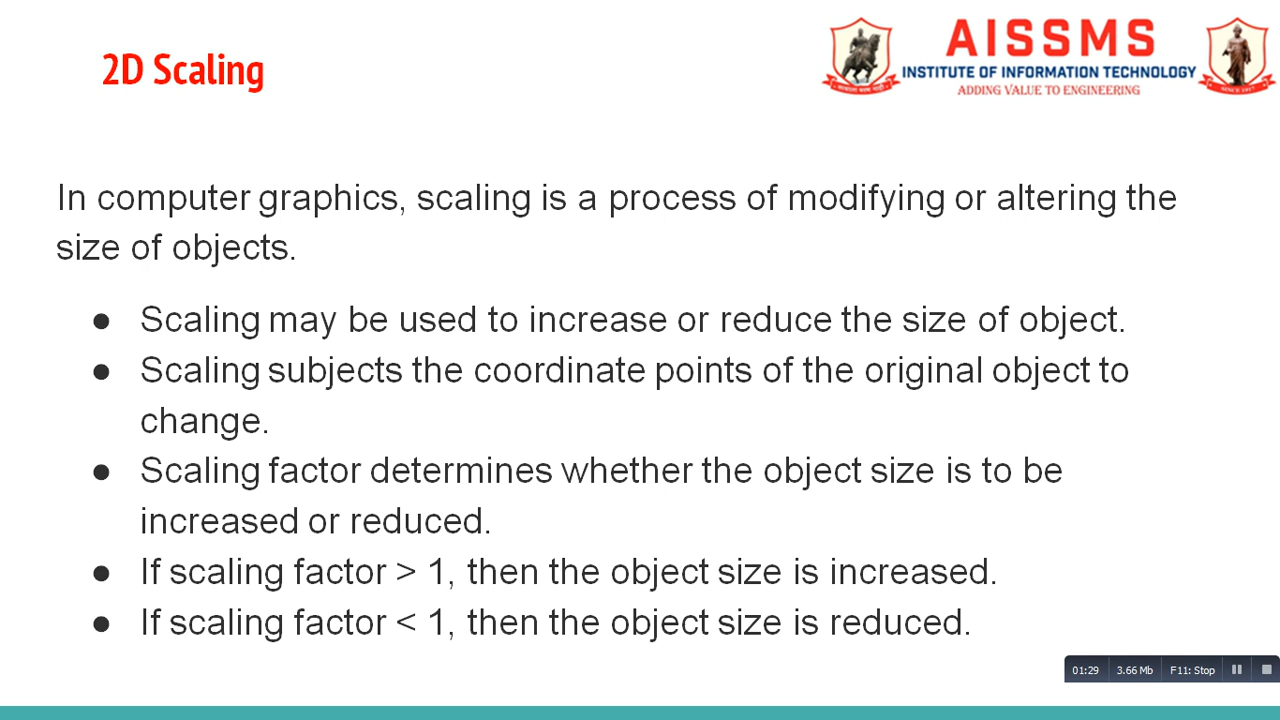 2D Scaling
AISSMS
INSTITUTE OF INFORMATION TECHNOLOGY
ADDING VALUE TO ENGINEERING
SINCE 1917
In computer graphics, scaling is a process of modifying or altering the
size of objects.
● Scaling may be used to increase or reduce the size of object.
● Scaling subjects the coordinate points of the original object to
change.
● Scaling factor determines whether the object size is to be
increased or reduced.
● If scaling factor > 1, then the object size is increased.
● If scaling factor < 1, then the object size is reduced.
01:29 3.66 Mb F11: Stop